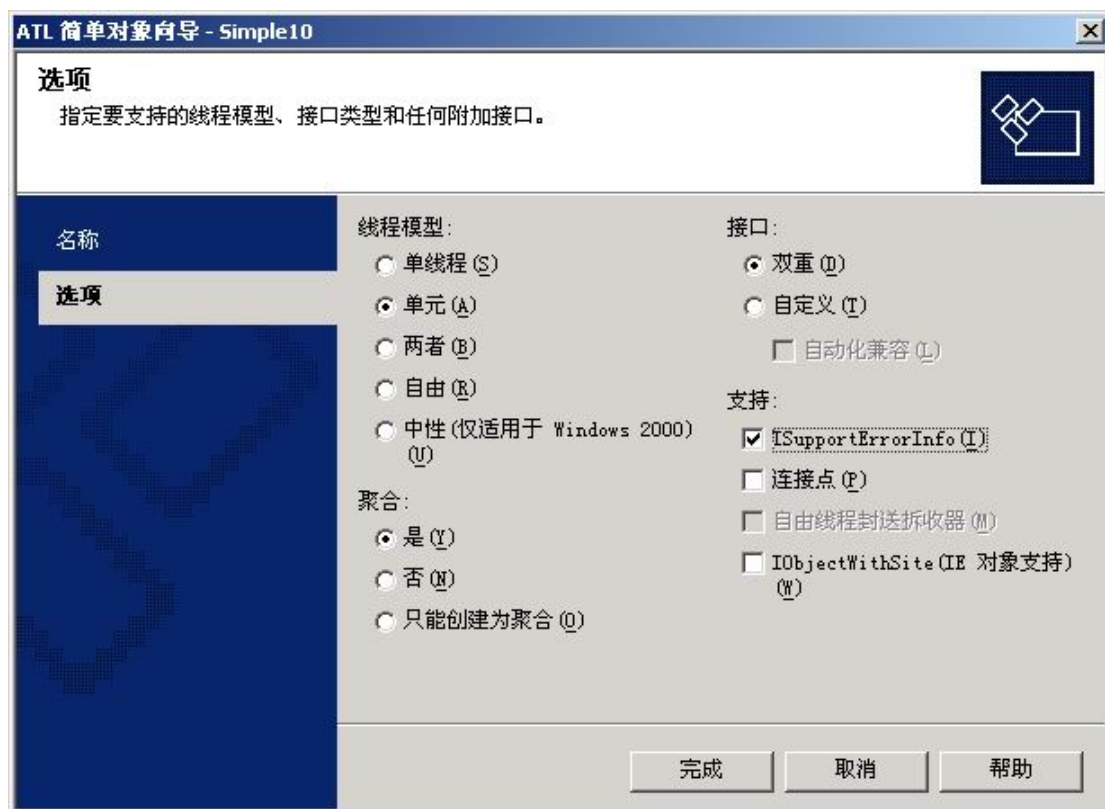 ATL 简单对象向导 - Simple10
选项
指定要支持的线程模型、接口类型和任何附加接口。
名称
选项
线程模型:
单线程(S)
单元(A)
两者(B)
自由(R)
中性(仅适用于 Windows 2000)
(U)
聚合:
是(Y)
否(N)
只能创建为聚合(O)
接口:
双重(D)
自定义(T)
自动化兼容(L)
支持:
ISupportErrorInfo(I)
连接点(P)
自由线程封送拆收器(M)
IObjectWithSite(IE 对象支持)
(W)
完成
取消
帮助